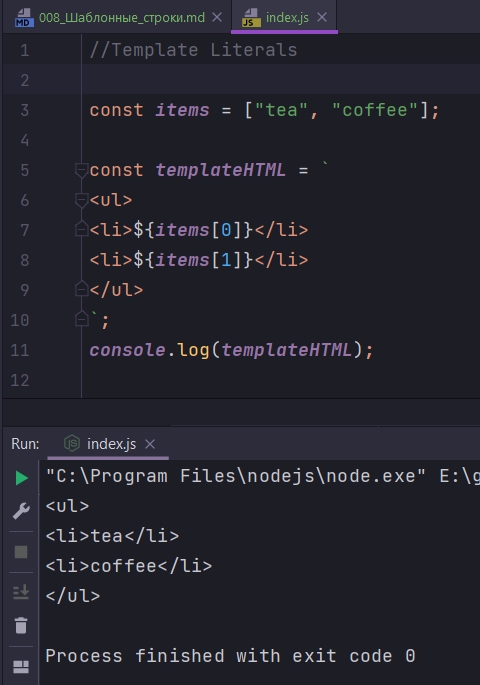 MD 008_Шаблонные_строки.md JS index.js
1 //Template Literals
2
3 const items = ["tea", "coffee"];
4
5 const templateHTML = `
6 <ul>
7 <li>${items[0]}</li>
8 <li>${items[1]}</li>
9 </ul>
10 `;
11 console.log(templateHTML);
12
Run: JS index.js
"C:\Program Files\nodejs\node.exe" E:\g
<ul>
<li>tea</li>
<li>coffee</li>
</ul>
Process finished with exit code 0